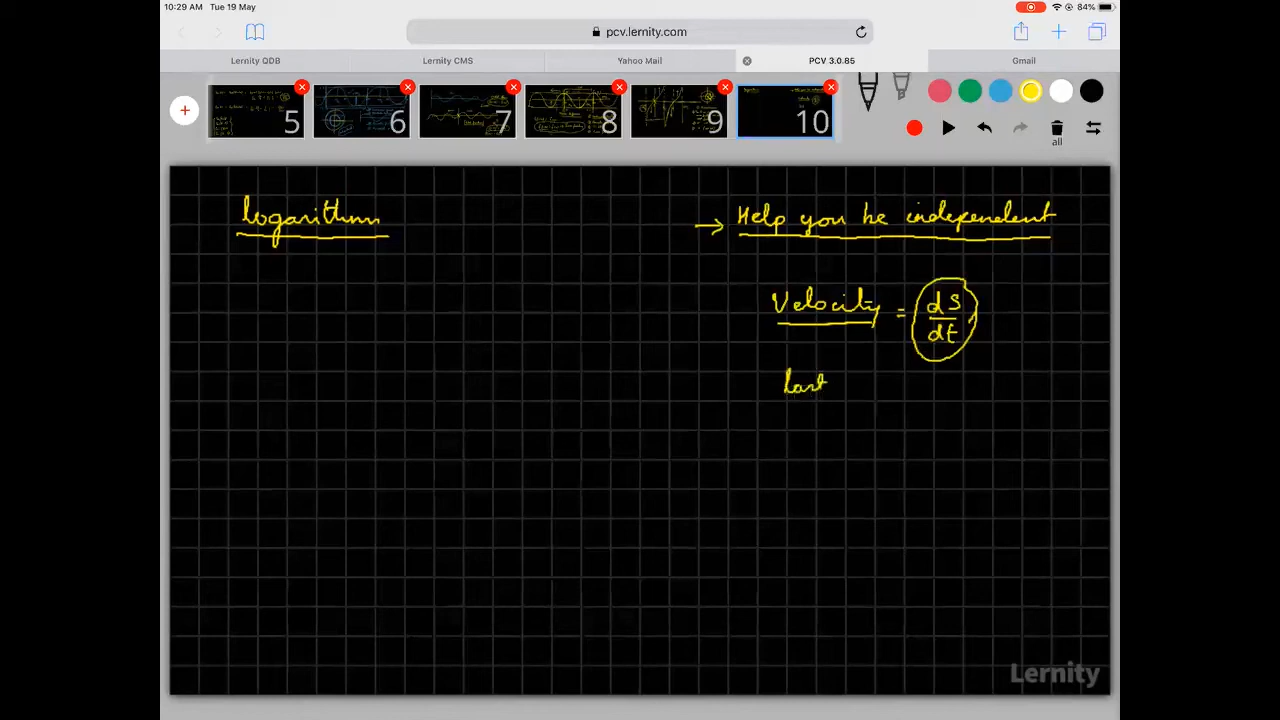 10:29 AM Tue 19 May
84%
pcv.lernity.com
Lernity QDB
Lernity CMS
Yahoo Mail
PCV 3.0.85
Gmail
5
6
7
8
9
10
all
logarithm
→ Help you be independent
Velocity = dS/dt
Last
Lernity